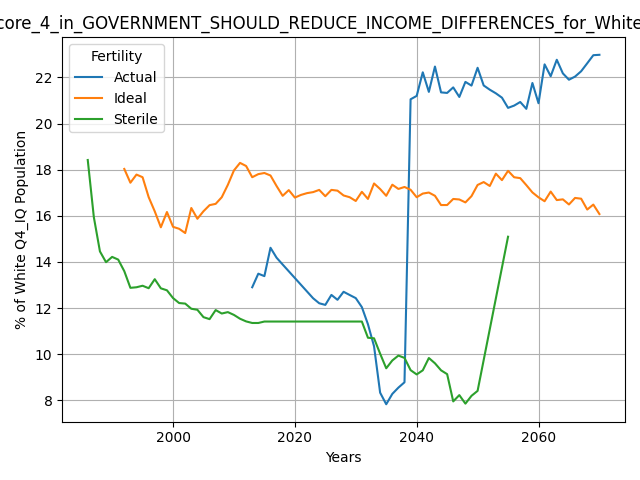 core_4_in_GOVERNMENT_SHOULD_REDUCE_INCOME_DIFFERENCES_for_White
Fertility
Actual
Ideal
Sterile
% of White Q4_IQ Population
22
20
18
16
14
12
10
8
2000
2020
2040
2060
Years